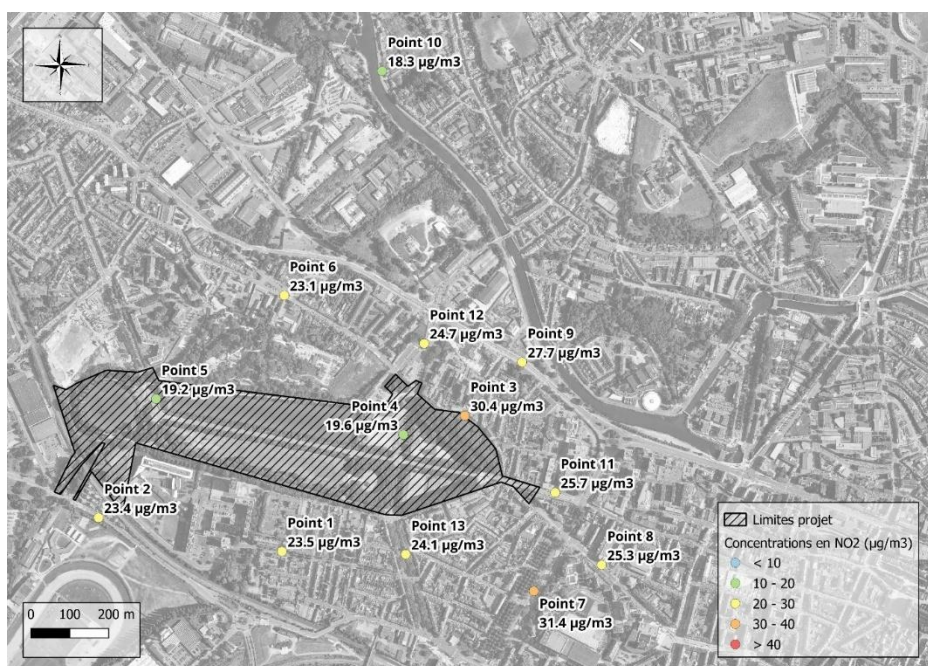 Point 10
18.3 µg/m3
Point 6
23.1 µg/m3
Point 12
24.7 µg/m3
Point 9
27.7 µg/m3
Point 5
19.2 µg/m3
Point 3
30.4 µg/m3
Point 4
19.6 µg/m3
Point 11
25.7 µg/m3
Point 2
23.4 µg/m3
Point 1
23.5 µg/m3
Point 13
24.1 µg/m3
Point 8
25.3 µg/m3
Point 7
31.4 µg/m3
0 100 200 m
Limites projet
Concentrations en NO2 (µg/m3)
< 10
10 - 20
20 - 30
30 - 40
> 40